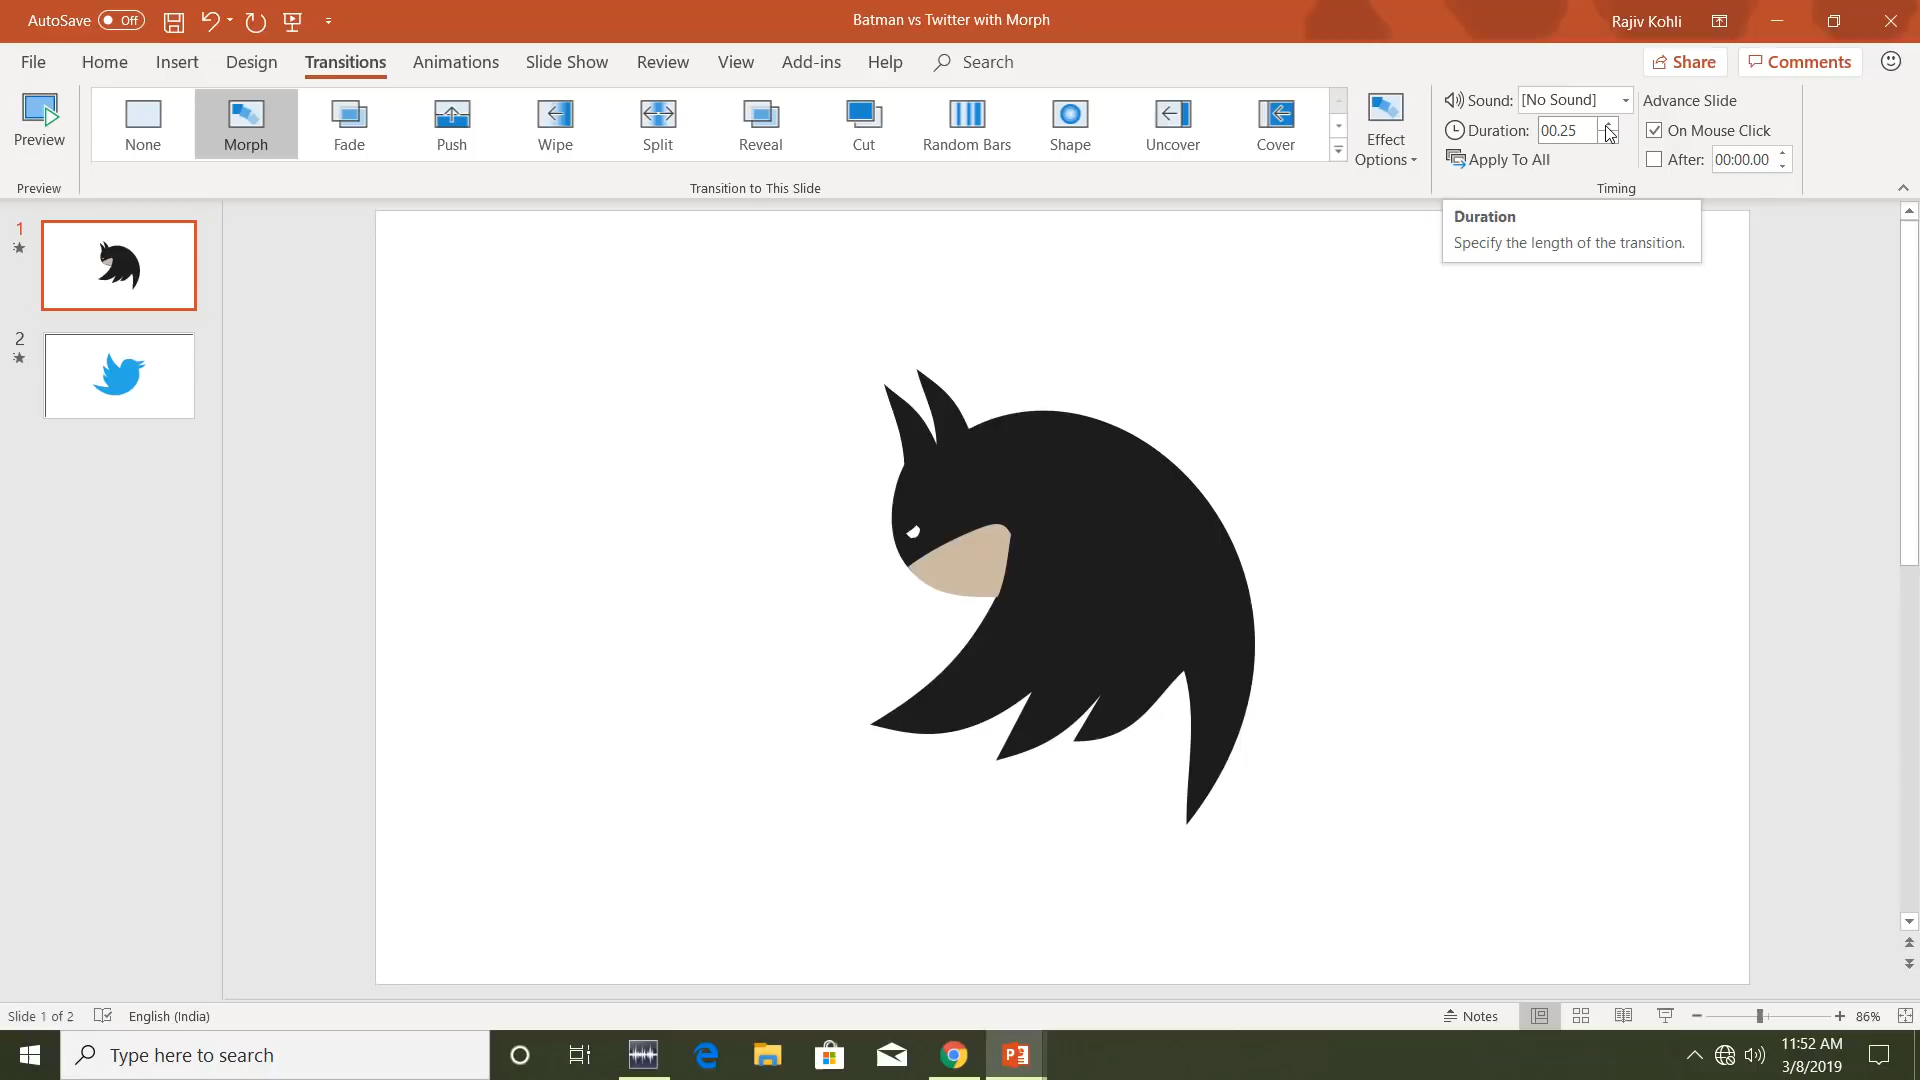 AutoSave Off
Batman vs Twitter with Morph
Rajiv Kohli
File Home Insert Design Transitions Animations Slide Show Review View Add-ins Help Search
Share Comments
Preview
None Morph Fade Push Wipe Split Reveal Cut Random Bars Shape Uncover Cover
Effect
Options
Sound: [No Sound]
Duration: 00.25
Apply To All
Advance Slide
On Mouse Click
After: 00:00.00
Preview
Transition to This Slide
Timing
Duration
Specify the length of the transition.
1
2
Slide 1 of 2
English (India)
Notes
86%
Type here to search
11:52 AM
3/8/2019